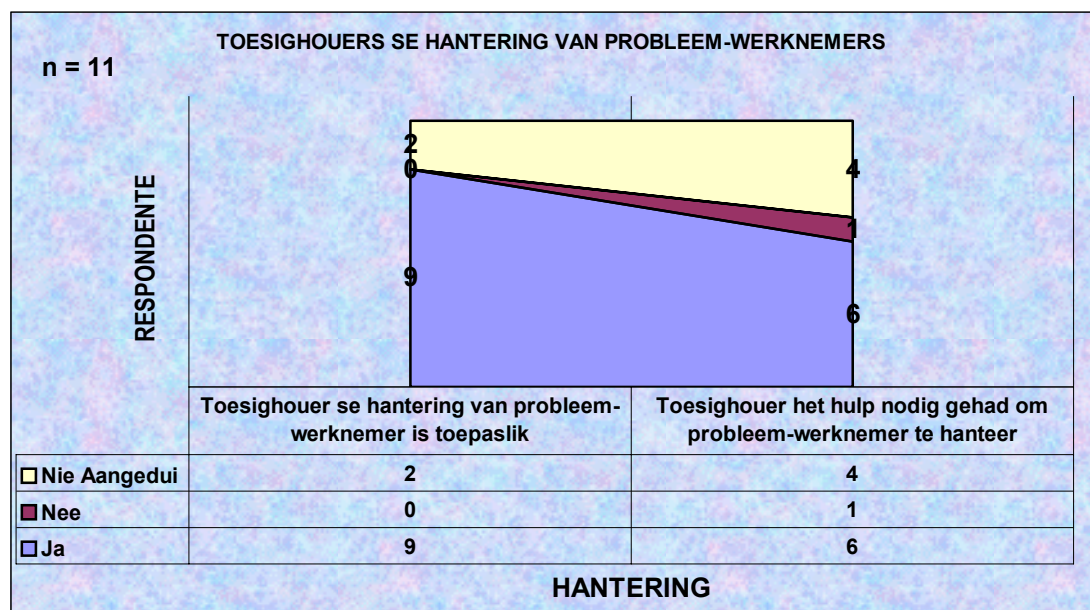 TOESIGHOUERS SE HANTERING VAN PROBLEEM-WERKNEMERS
n = 11
RESPONDENTE
2
0
9
4
1
6
Toesighouer se hantering van probleem-
werknemer is toepaslik
Toesighouer het hulp nodig gehad om
probleem-werknemer te hanteer
Nie Aangedui 2 4
Nee 0 1
Ja 9 6
HANTERING